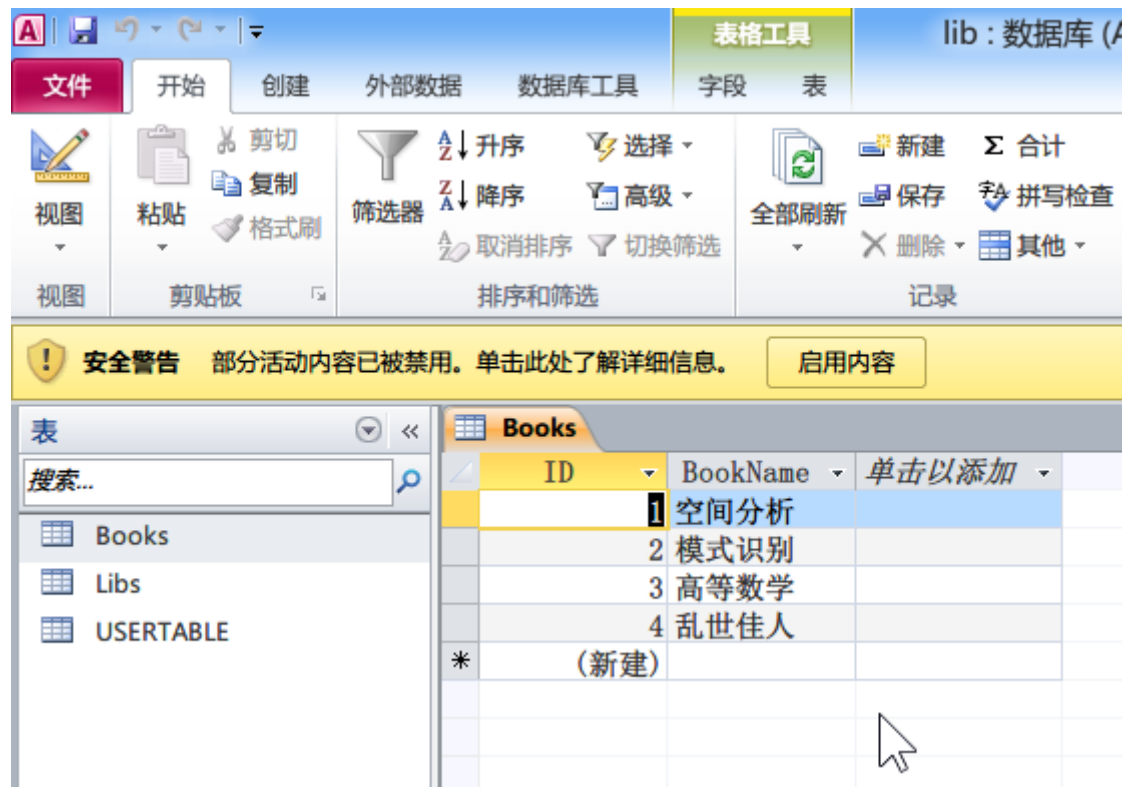 A
表格工具
lib : 数据库 (A
文件 开始 创建 外部数据 数据库工具 字段 表
视图
粘贴
剪切
复制
格式刷
筛选器
升序
降序
取消排序
选择
高级
切换筛选
全部刷新
新建
保存
删除
Σ 合计
拼写检查
其他
视图 剪贴板 排序和筛选 记录
安全警告 部分活动内容已被禁用。单击此处了解详细信息。 启用内容
表
搜索...
Books
Libs
USERTABLE
Books
ID BookName 单击以添加
1 空间分析
2 模式识别
3 高等数学
4 乱世佳人
* (新建)